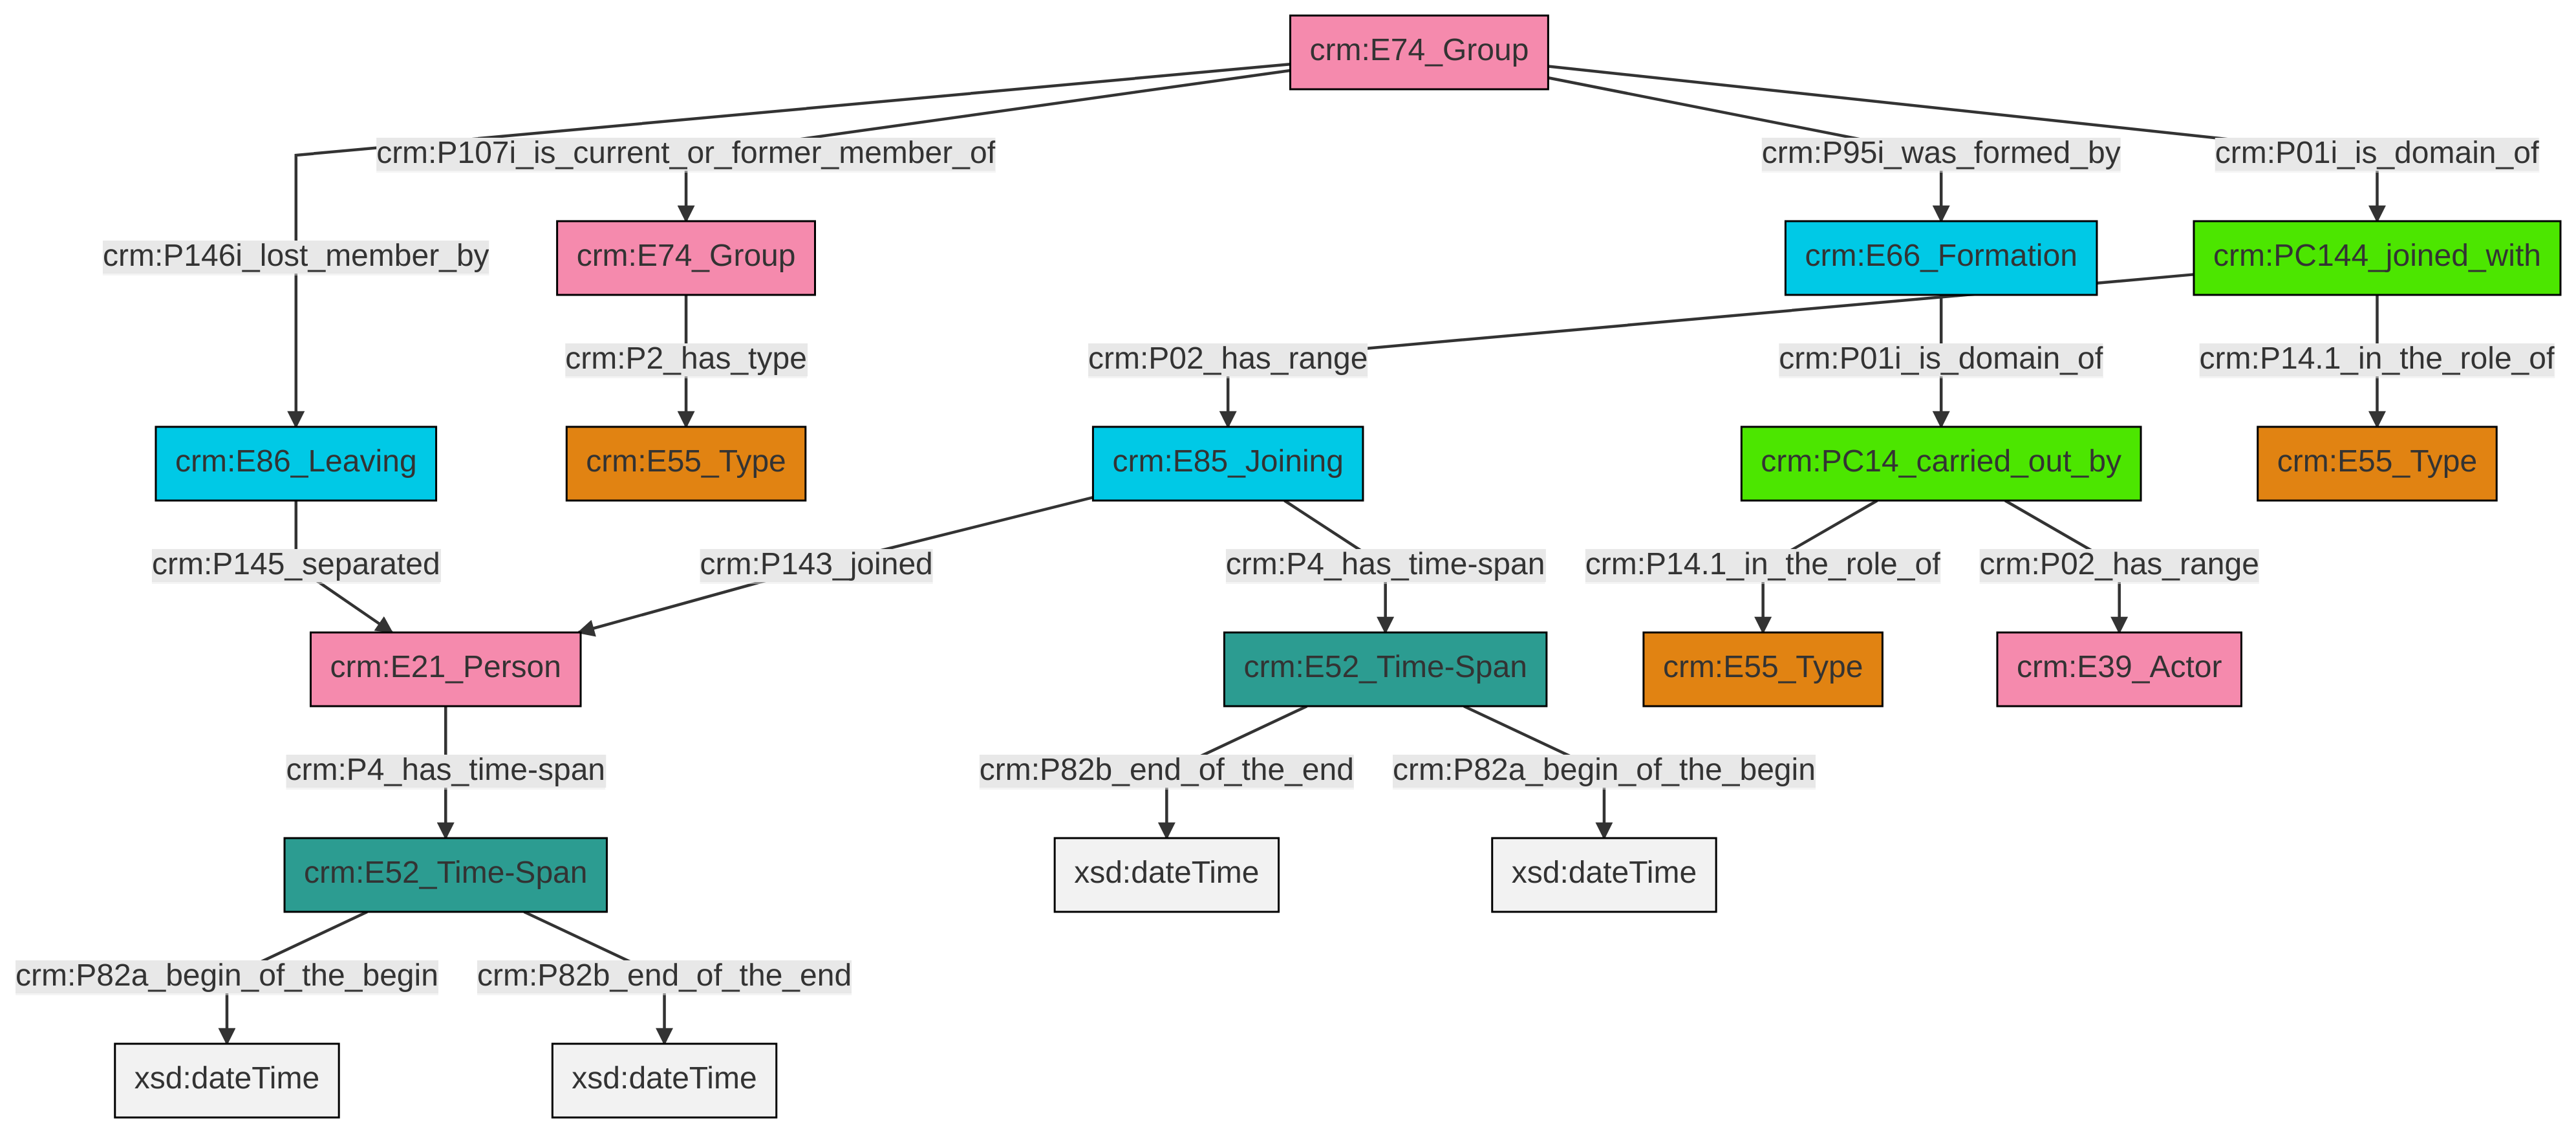 crm:E74_Group
crm:P107i_is_current_or_former_member_of
crm:P95i_was_formed_by
crm:P01i_is_domain_of
crm:P146i_lost_member_by
crm:E74_Group
crm:E66_Formation
crm:PC144_joined_with
crm:P2_has_type
crm:P02_has_range
crm:P01i_is_domain_of
crm:P14.1_in_the_role_of
crm:E86_Leaving
crm:E55_Type
crm:E85_Joining
crm:PC14_carried_out_by
crm:E55_Type
crm:P145_separated
crm:P143_joined
crm:P4_has_time-span
crm:P14.1_in_the_role_of
crm:P02_has_range
crm:E21_Person
crm:E52_Time-Span
crm:E55_Type
crm:E39_Actor
crm:P4_has_time-span
crm:P82b_end_of_the_end
crm:P82a_begin_of_the_begin
crm:E52_Time-Span
xsd:dateTime
xsd:dateTime
crm:P82a_begin_of_the_begin
crm:P82b_end_of_the_end
xsd:dateTime
xsd:dateTime